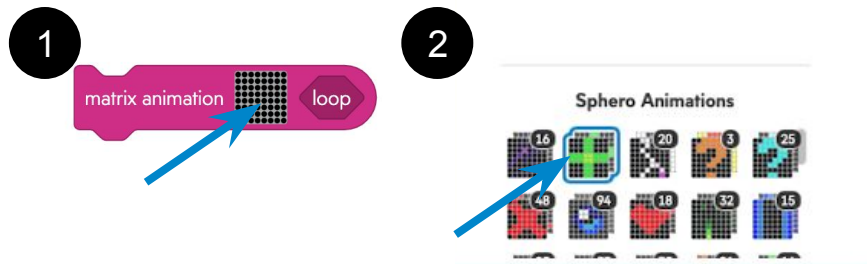 1
2
matrix animation loop
Sphero Animations
16 20 3 25
48 94 18 32 15